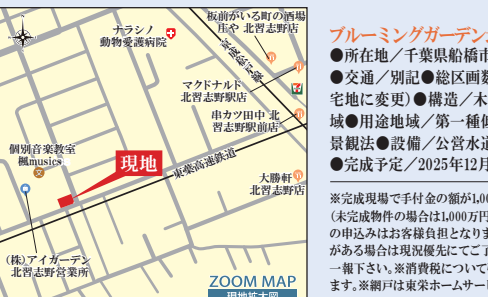 ナラシノ
動物愛護病院
板前がいる町の酒場
庄や 北習志野店
京成松戸線
マクドナルド
北習志野駅店
串カツ田中 北
習志野駅前店
個別音楽教室
楓musics
現地
東葉高速鉄道
大勝軒
北習志野店
(株)アイガーデン
北習志野営業所
ZOOM MAP
現地拡大図
ブルーミングガーデン
●所在地／千葉県船橋市
●交通／別記●総区画数
宅地に変更)●構造／木
域●用途地域／第一種低
景観法●設備／公営水道
●完成予定／2025年12月
※完成現場で手付金の額が1,00
(未完成物件の場合は1,000万円
の申込みはお客様負担となりま
がある場合は現況優先にてご了
一報下さい。※消費税について
ます。※網戸は東栄ホームサー